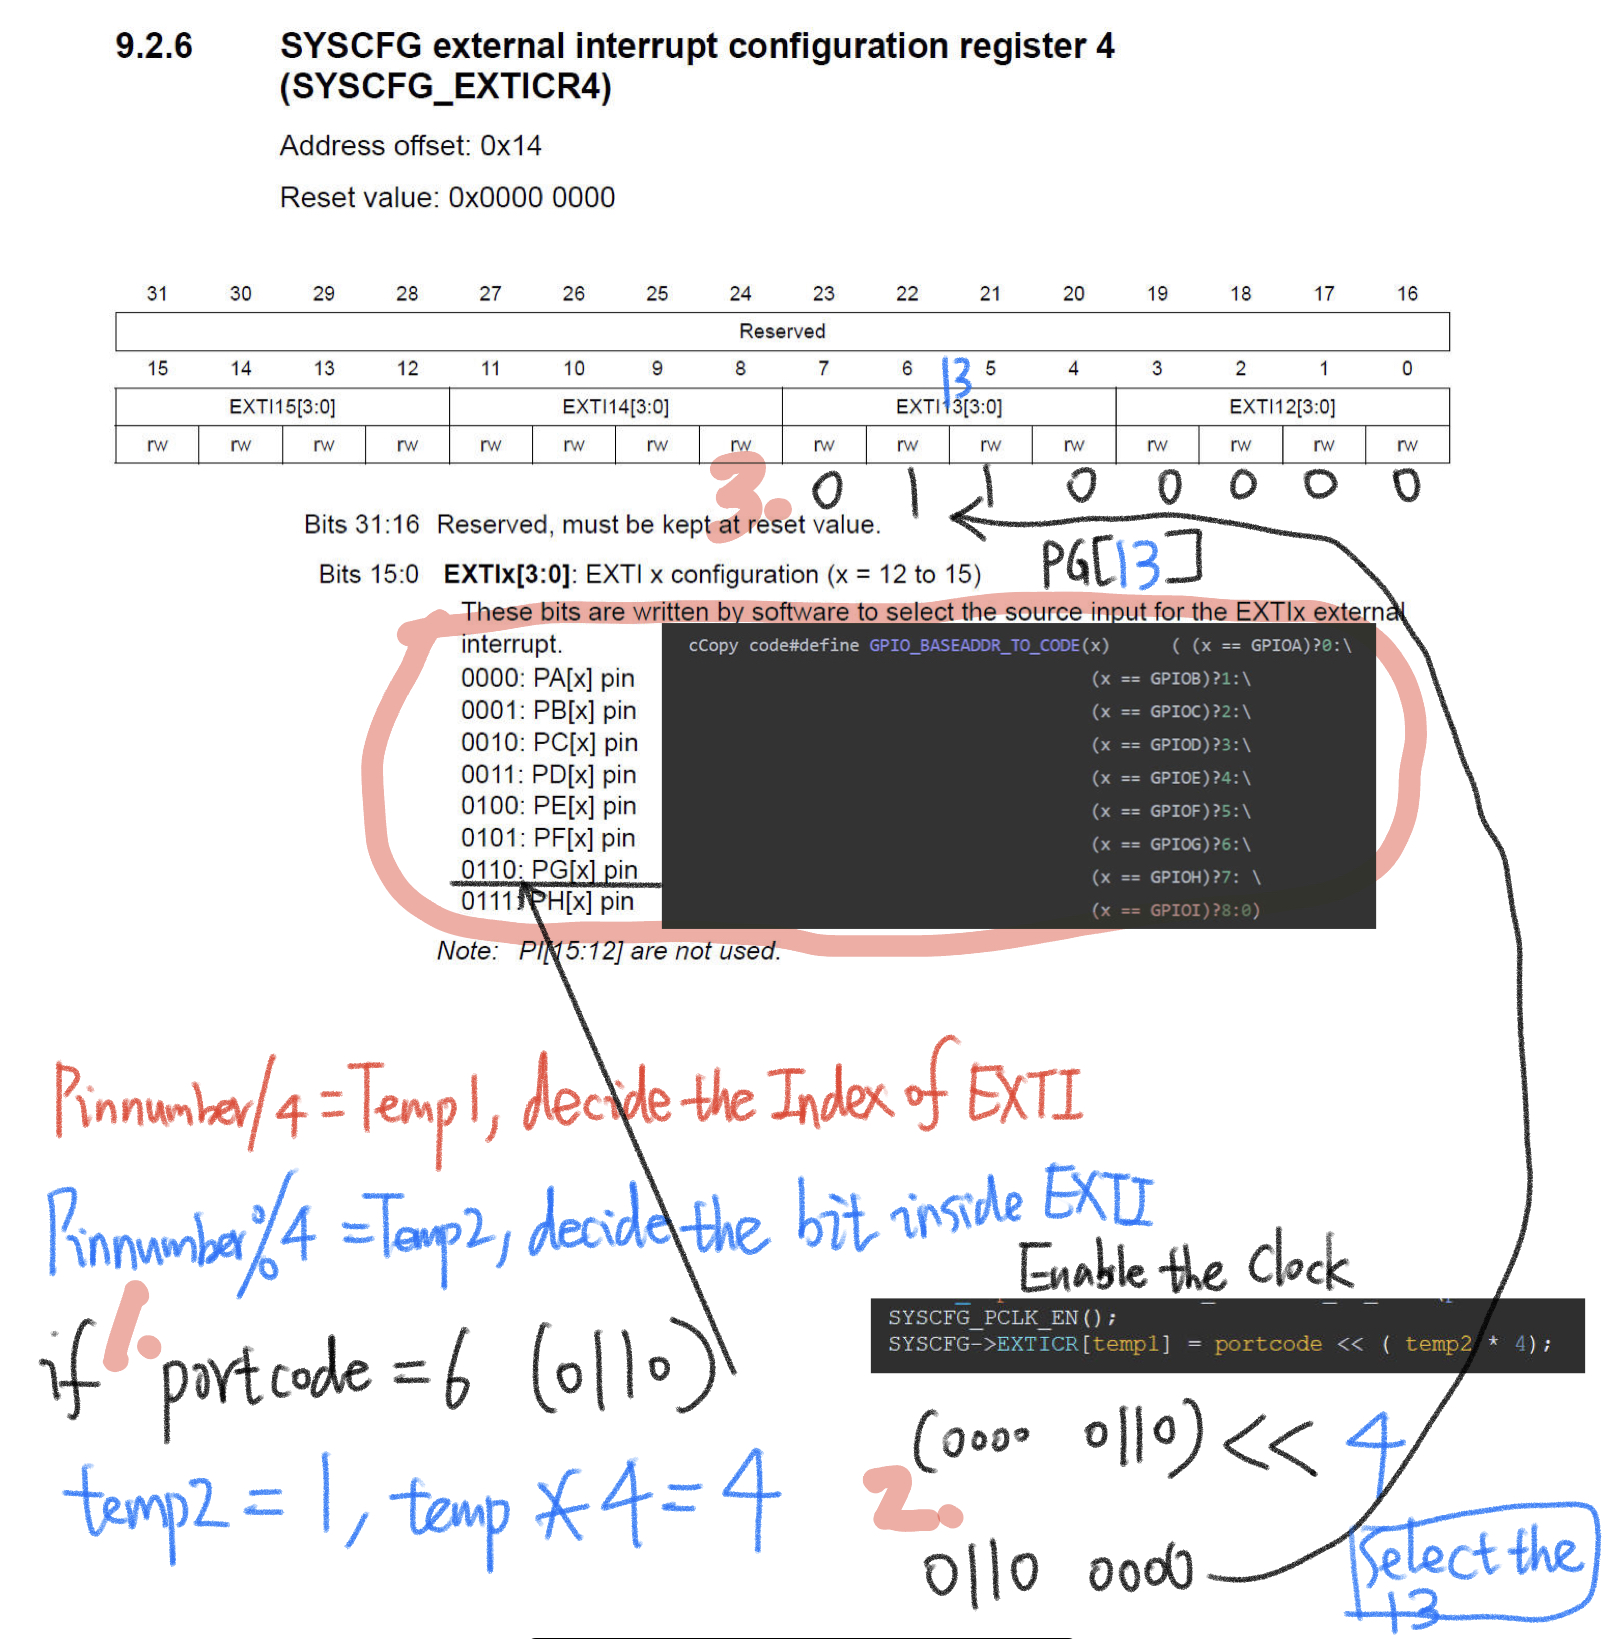 9.2.6 SYSCFG external interrupt configuration register 4
(SYSCFG_EXTICR4)
Address offset: 0x14
Reset value: 0x0000 0000
31 30 29 28 27 26 25 24 23 22 21 20 19 18 17 16
Reserved
15 14 13 12 11 10 9 8 7 6 5 4 3 2 1 0
13
EXTI15[3:0] EXTI14[3:0] EXTI13[3:0] EXTI12[3:0]
rw rw rw rw rw rw rw rw rw rw rw rw rw rw rw rw
3. 0 1 1 0 0 0 0 0
Bits 31:16 Reserved, must be kept at reset value.
PG[13]
Bits 15:0 EXTIx[3:0]: EXTI x configuration (x = 12 to 15)
These bits are written by software to select the source input for the EXTIx external
interrupt.
0000: PA[x] pin
0001: PB[x] pin
0010: PC[x] pin
0011: PD[x] pin
0100: PE[x] pin
0101: PF[x] pin
0110: PG[x] pin
0111: PH[x] pin
cCopy code#define GPIO_BASEADDR_TO_CODE(x) ( (x == GPIOA)?0:\
(x == GPIOB)?1:\
(x == GPIOC)?2:\
(x == GPIOD)?3:\
(x == GPIOE)?4:\
(x == GPIOF)?5:\
(x == GPIOG)?6:\
(x == GPIOH)?7: \
(x == GPIOI)?8:0)
Note: PI[15:12] are not used.
Pinnumber/4 = Temp1, decide the Index of EXTI
Pinnumber%4 = Temp2, decide the bit inside EXTI
Enable the Clock
SYSCFG_PCLK_EN();
SYSCFG->EXTICR[temp1] = portcode << ( temp2 * 4);
1.
if portcode = 6 (0110)
temp2 = 1, temp * 4 = 4
2.
(0000 0110) << 4
0110 0000
Select the
13